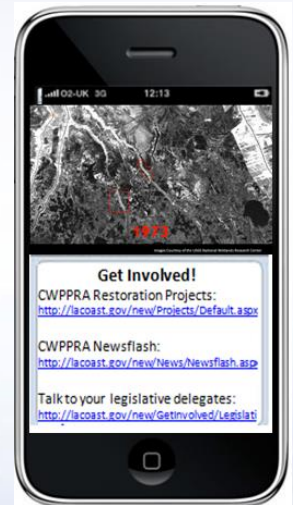 O2-UK 3G 12:13
1973
Images Courtesy of the USGS National Wetlands Research Center
Get Involved!
CWPPRA Restoration Projects:
http://lacoast.gov/new/Projects/Default.aspx
CWPPRA Newsflash:
http://lacoast.gov/new/News/Newsflash.aspx
Talk to your legislative delegates:
http://lacoast.gov/new/GetInvolved/Legislati